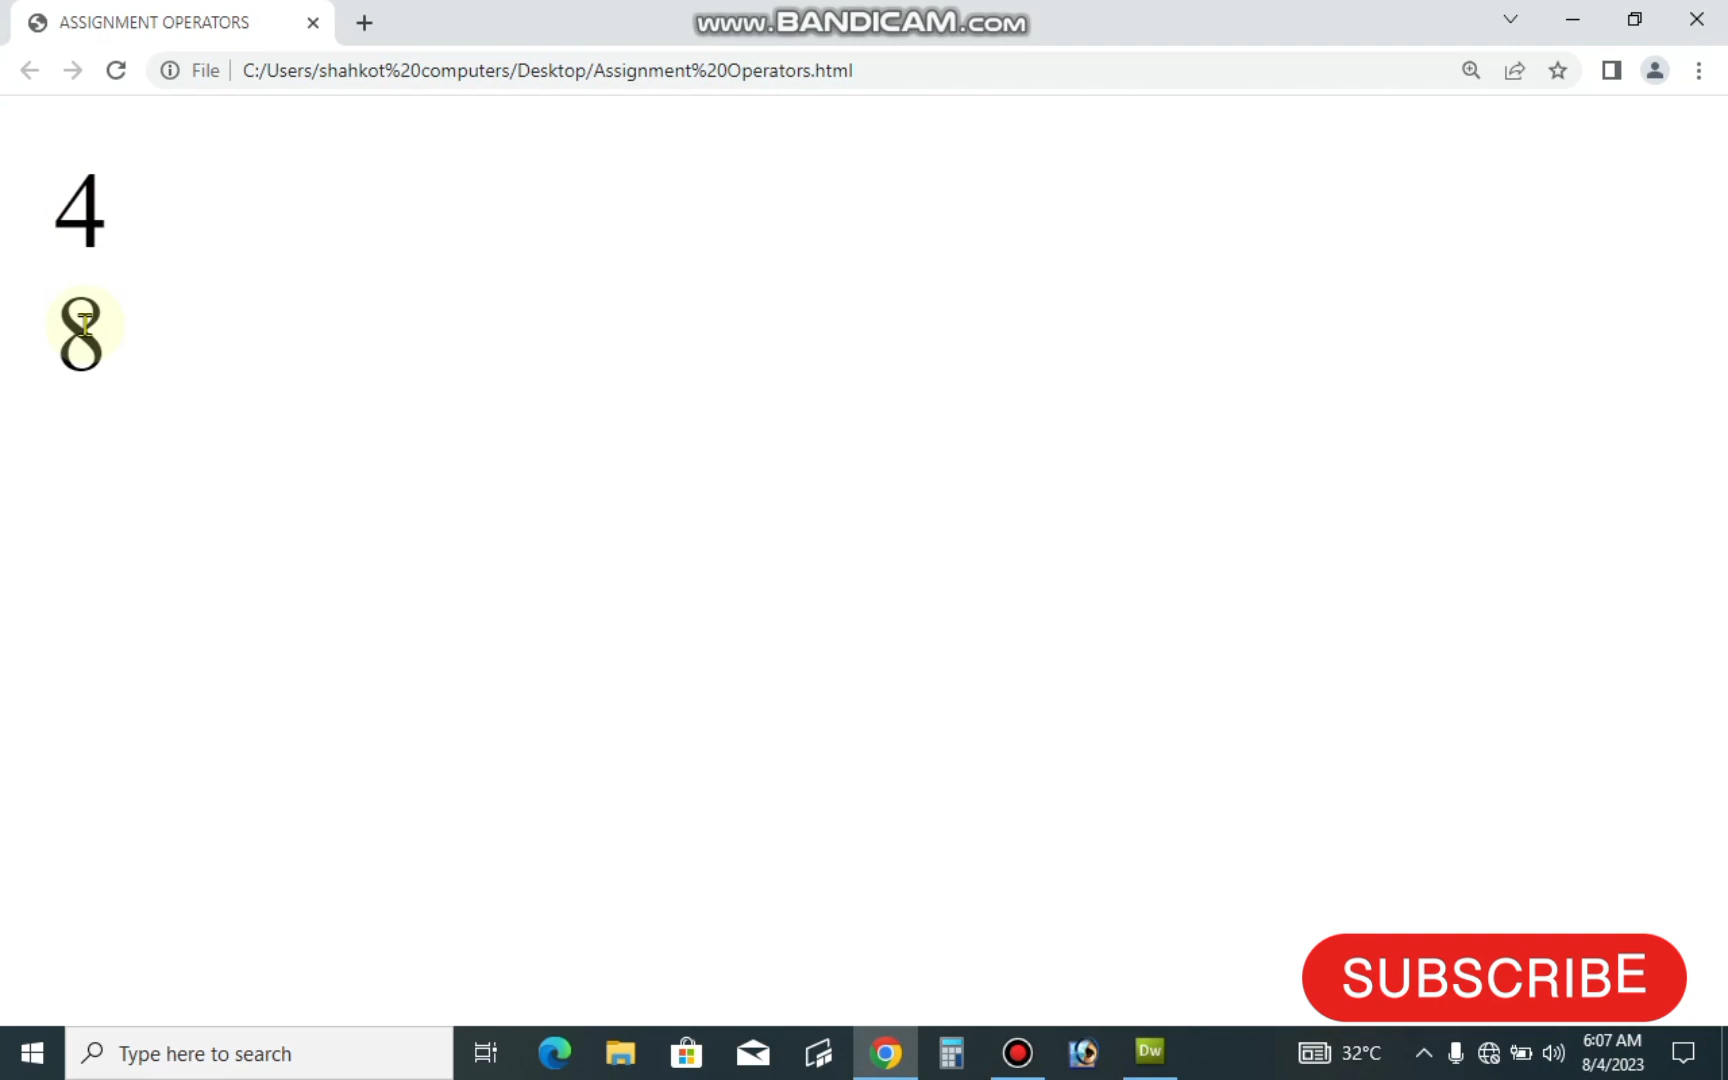 ASSIGNMENT OPERATORS
www.BANDICAM.com
File
C:/Users/shahkot%20computers/Desktop/Assignment%20Operators.html
4
8
SUBSCRIBE
Type here to search
Dw
32°C
6:07 AM
8/4/2023